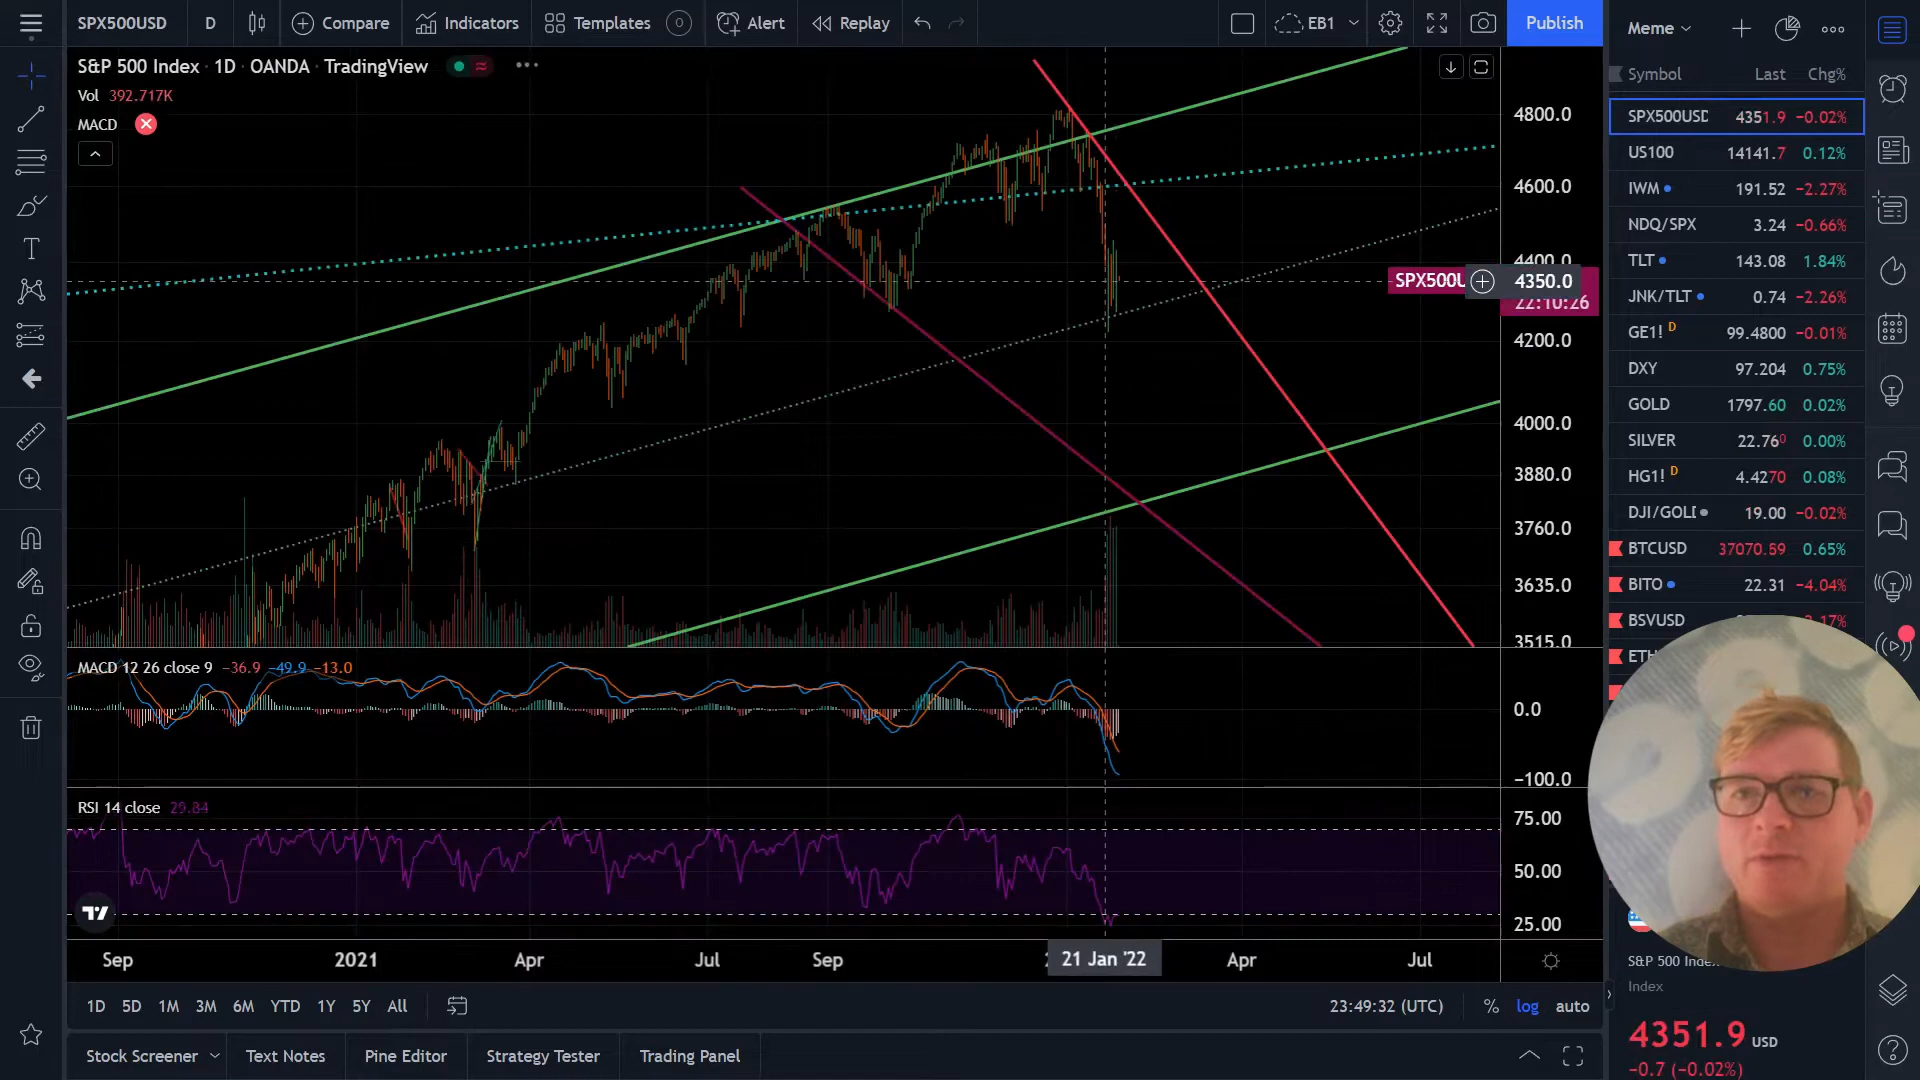 SPX500USD D Compare Indicators Templates Alert Replay EB1 Publish
S&P 500 Index · 1D · OANDA · TradingView
Vol 392.717K
MACD
4800.0
4600.0
4400.0
SPX500U 4350.0
22:10:26
4200.0
4000.0
3880.0
3760.0
3635.0
3515.0
MACD 12 26 close 9 −36.9 −49.9 −13.0
0.0
−100.0
RSI 14 close 29.84
75.00
50.00
25.00
Sep 2021 Apr Jul Sep 21 Jan '22 Apr Jul
1D 5D 1M 3M 6M YTD 1Y 5Y All 23:49:32 (UTC) % log auto
Stock Screener Text Notes Pine Editor Strategy Tester Trading Panel
Meme
Symbol Last Chg%
SPX500USD 4351.9 −0.02%
US100 14141.7 0.12%
IWM 191.52 −2.27%
NDQ/SPX 3.24 −0.66%
TLT 143.08 1.84%
JNK/TLT 0.74 −2.26%
GE1! D 99.4800 −0.01%
DXY 97.204 0.75%
GOLD 1797.60 0.02%
SILVER 22.760 0.00%
HG1! D 4.4270 0.08%
DJI/GOLD 19.00 −0.02%
BTCUSD 37070.59 0.65%
BITO 22.31 −4.04%
BSVUSD
ETH
S&P 500 Inde
Index
4351.9 USD
−0.7 (−0.02%)